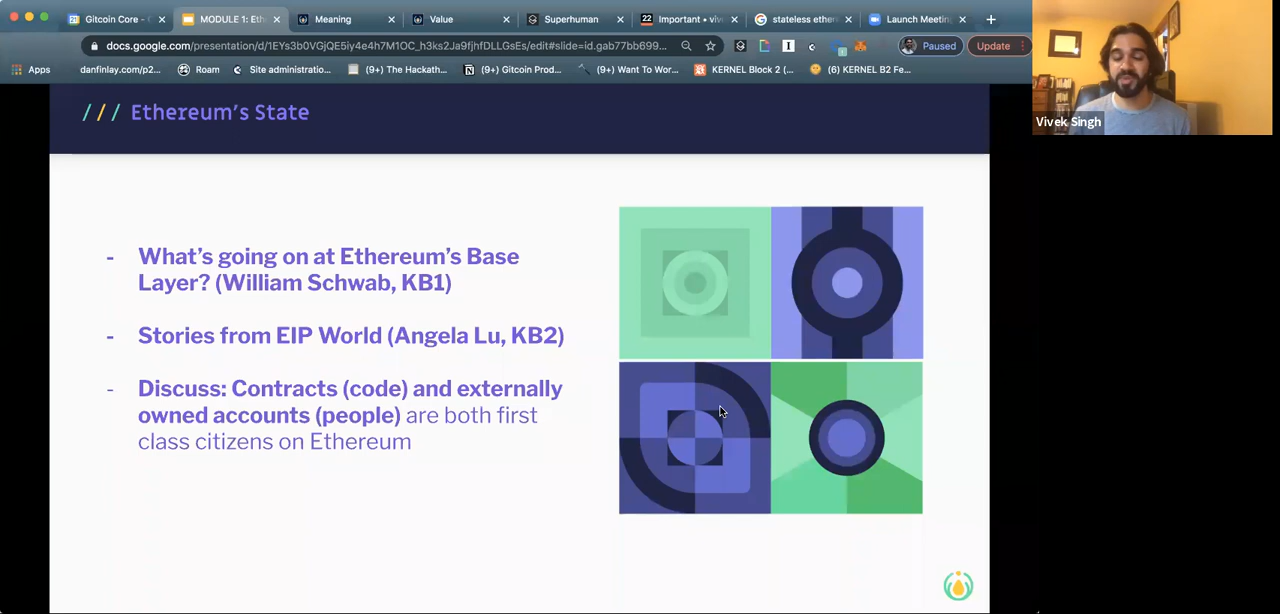 Gitcoin Core -
MODULE 1: Eth
Meaning
Value
Superhuman
22
Important • viv
G
stateless ether
Launch Meeting
docs.google.com/presentation/d/1EYs3b0VGjQE5iy4e4h7M1OC_h3ks2Ja9fjhfDLLGsEs/edit#slide=id.gab77bb699...
Paused
Update
Apps
danfinlay.com/p2...
Roam
Site administratio...
(9+) The Hackath...
(9+) Gitcoin Prod...
(9+) Want To Wor...
KERNEL Block 2 (...
(6) KERNEL B2 Fe...
Vivek Singh
/// Ethereum's State
- What's going on at Ethereum's Base
Layer? (William Schwab, KB1)
- Stories from EIP World (Angela Lu, KB2)
- Discuss: Contracts (code) and externally
owned accounts (people) are both first
class citizens on Ethereum